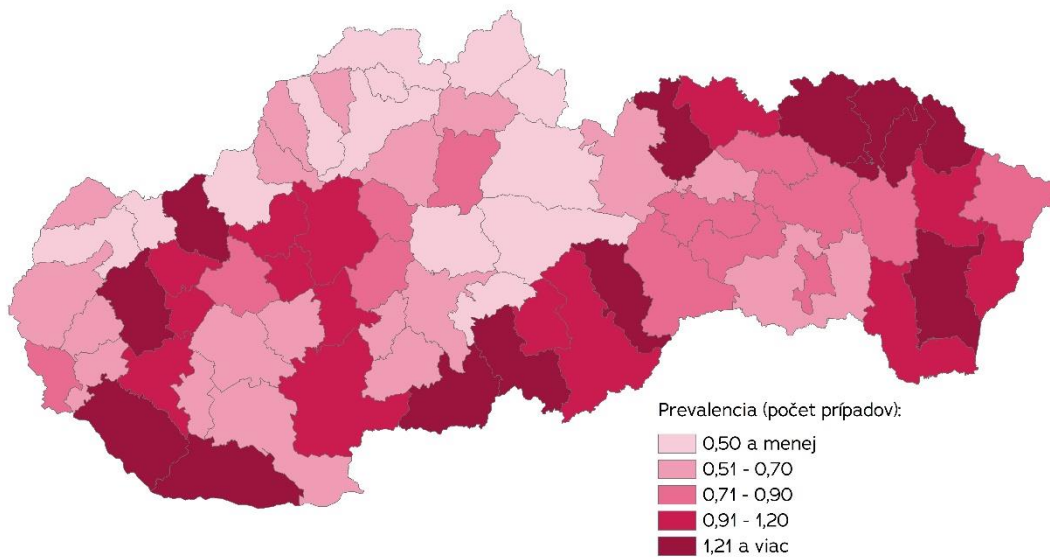 Prevalencia (počet prípadov):
0,50 a menej
0,51 - 0,70
0,71 - 0,90
0,91 - 1,20
1,21 a viac